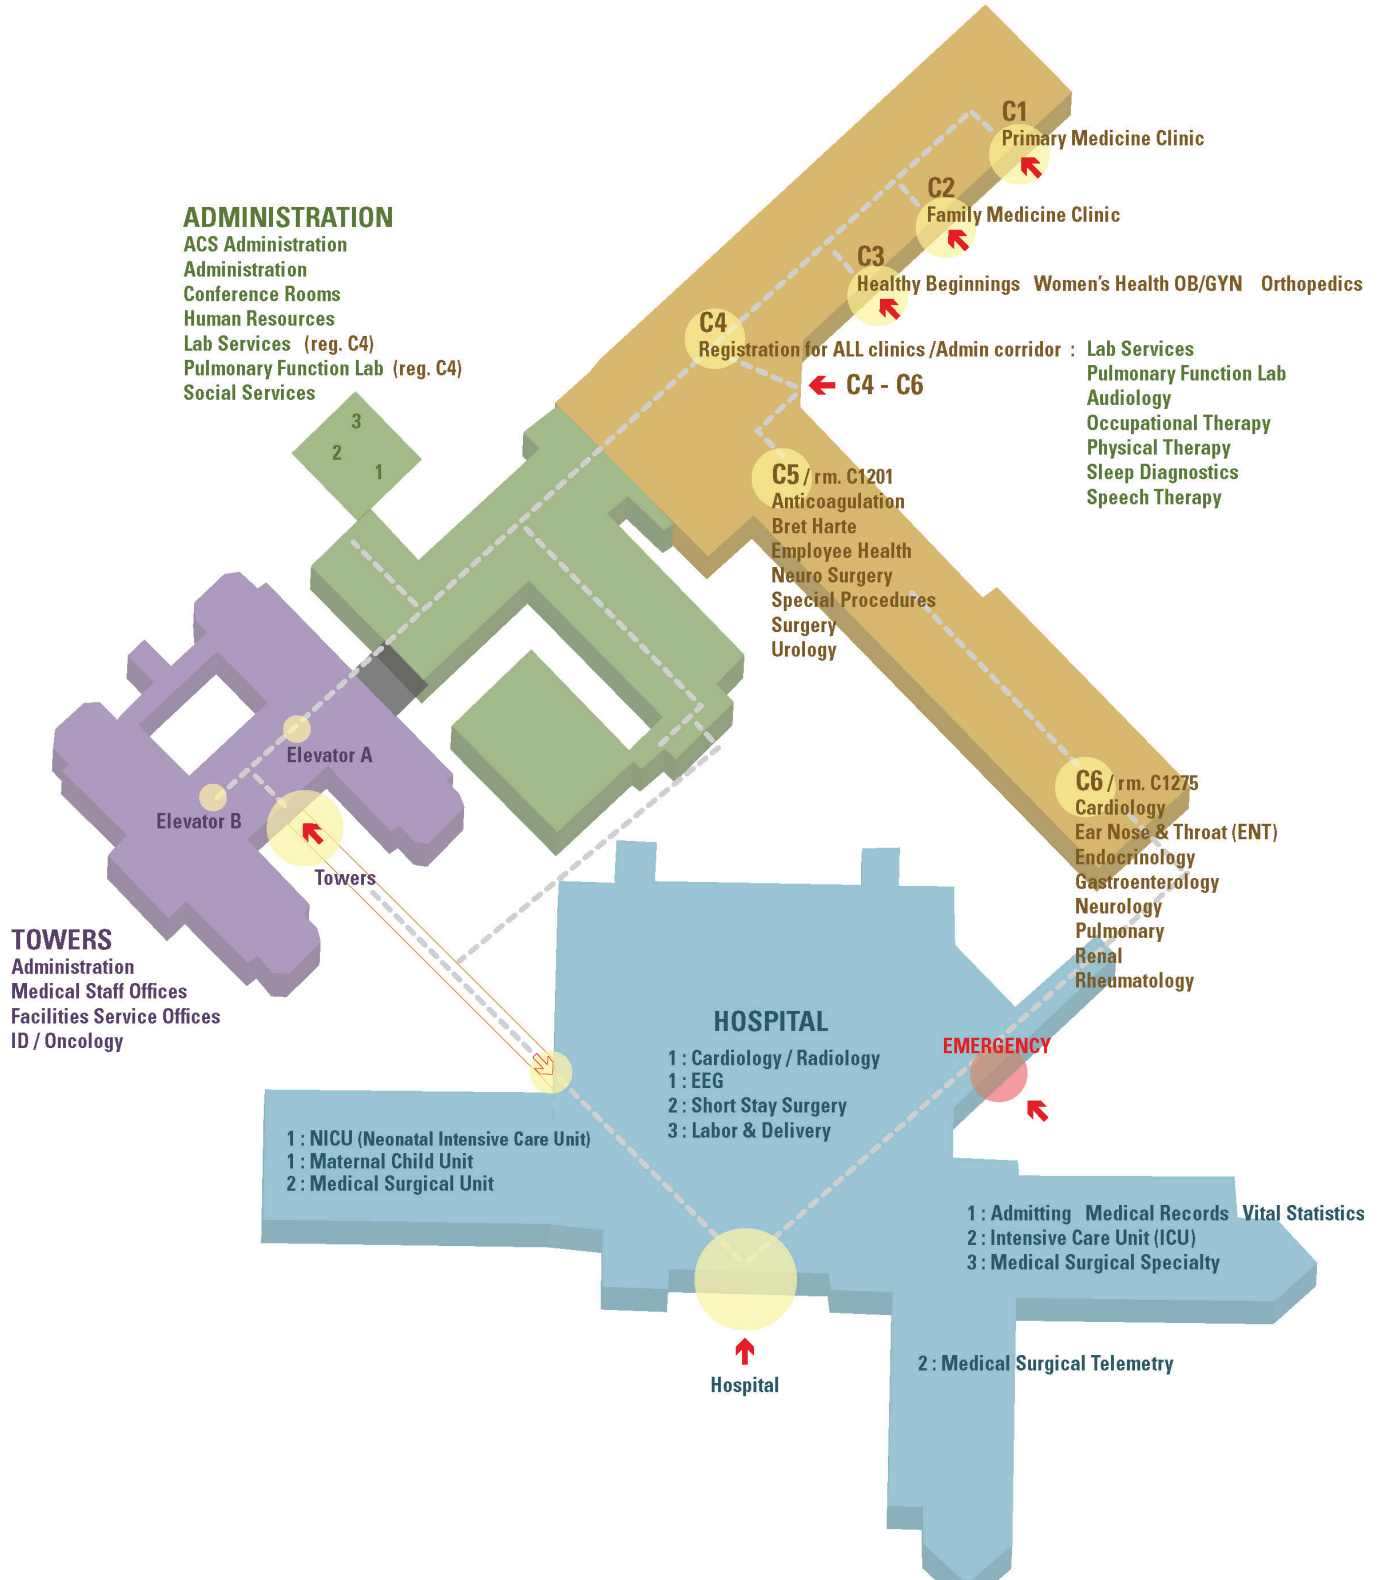 C1
Primary Medicine Clinic
C2
Family Medicine Clinic
C3
Healthy Beginnings Women's Health OB/GYN Orthopedics
C4
Registration for ALL clinics /Admin corridor :
Lab Services
Pulmonary Function Lab
Audiology
Occupational Therapy
Physical Therapy
Sleep Diagnostics
Speech Therapy
C4 - C6
ADMINISTRATION
ACS Administration
Administration
Conference Rooms
Human Resources
Lab Services (reg. C4)
Pulmonary Function Lab (reg. C4)
Social Services
3
2
1
C5 / rm. C1201
Anticoagulation
Bret Harte
Employee Health
Neuro Surgery
Special Procedures
Surgery
Urology
Elevator A
Elevator B
Towers
C6 / rm. C1275
Cardiology
Ear Nose & Throat (ENT)
Endocrinology
Gastroenterology
Neurology
Pulmonary
Renal
Rheumatology
TOWERS
Administration
Medical Staff Offices
Facilities Service Offices
ID / Oncology
HOSPITAL
1 : Cardiology / Radiology
1 : EEG
2 : Short Stay Surgery
3 : Labor & Delivery
EMERGENCY
1 : NICU (Neonatal Intensive Care Unit)
1 : Maternal Child Unit
2 : Medical Surgical Unit
1 : Admitting Medical Records Vital Statistics
2 : Intensive Care Unit (ICU)
3 : Medical Surgical Specialty
2 : Medical Surgical Telemetry
Hospital